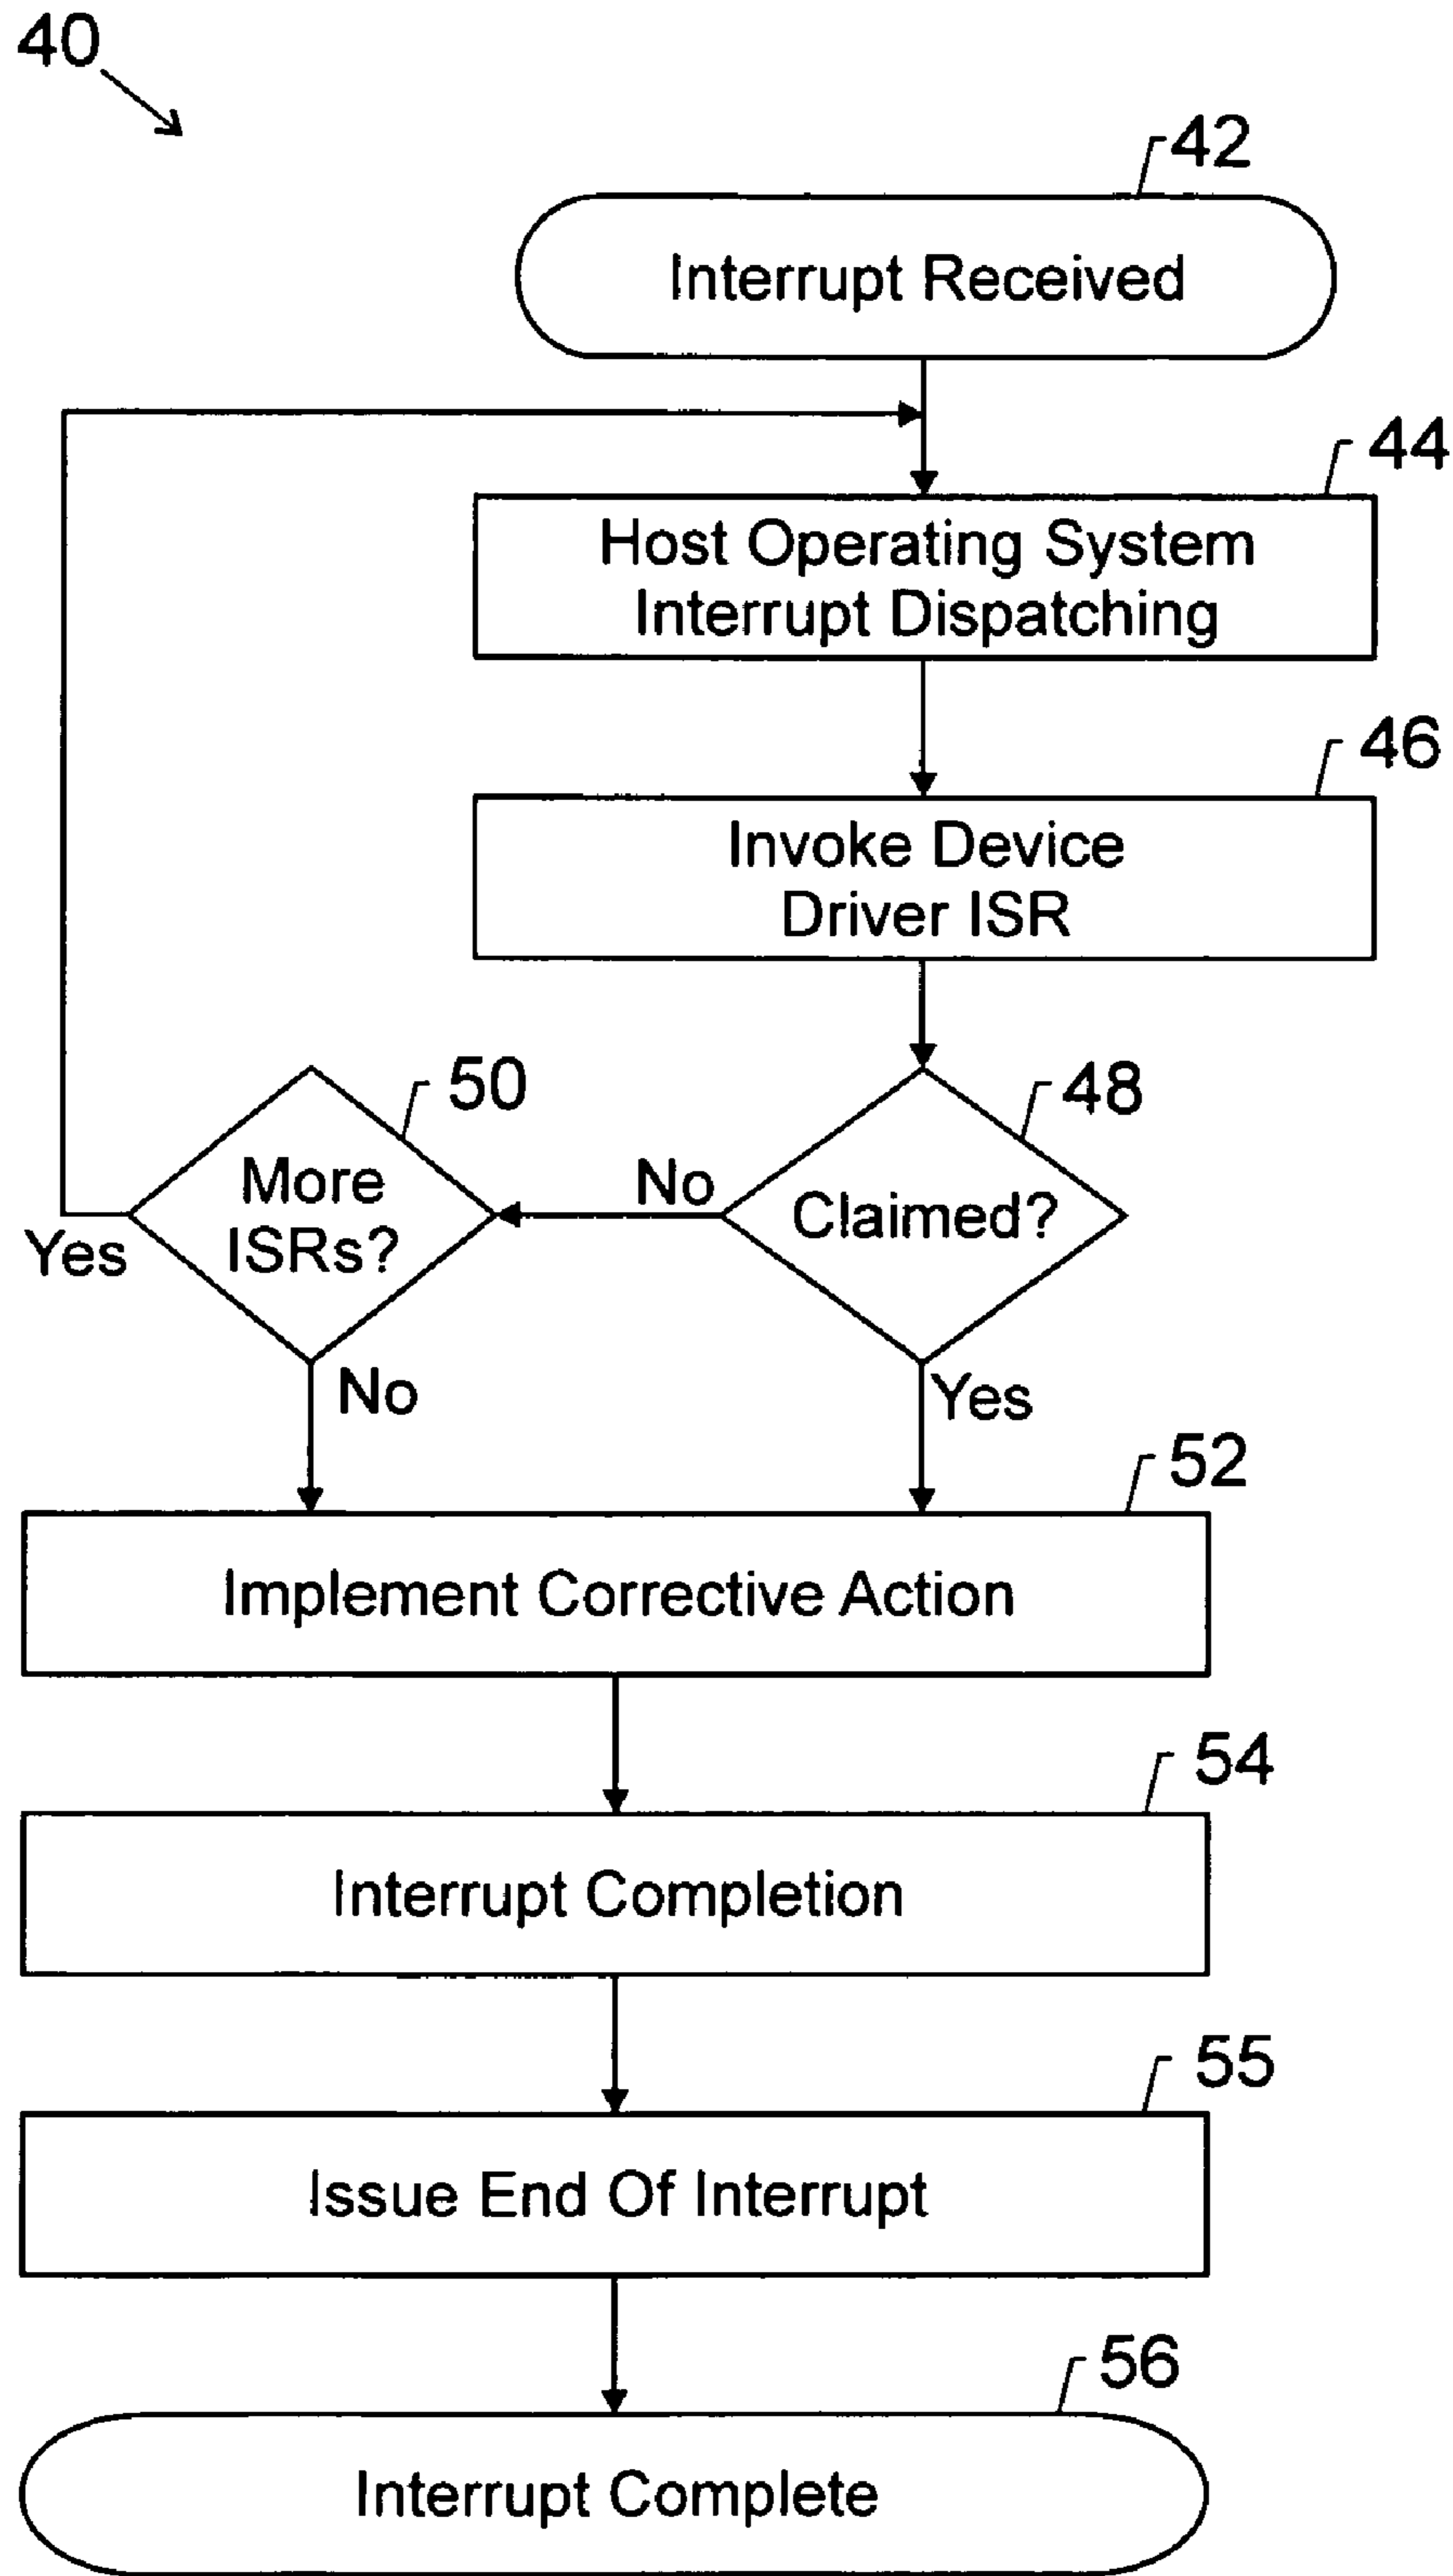 40
42
Interrupt Received
44
Host Operating System
Interrupt Dispatching
46
Invoke Device
Driver ISR
50
48
More
ISRs?
No
Claimed?
Yes
No
Yes
52
Implement Corrective Action
54
Interrupt Completion
55
Issue End Of Interrupt
56
Interrupt Complete